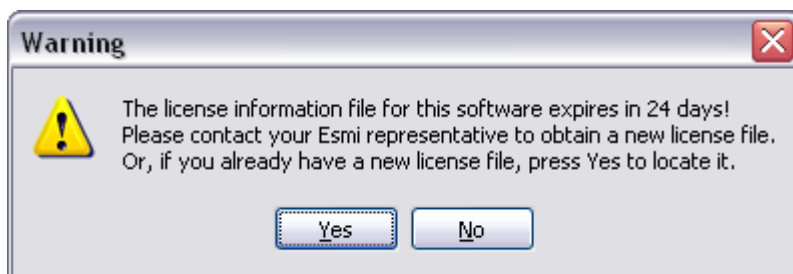 Warning
The license information file for this software expires in 24 days!
Please contact your Esmi representative to obtain a new license file.
Or, if you already have a new license file, press Yes to locate it.
Yes No